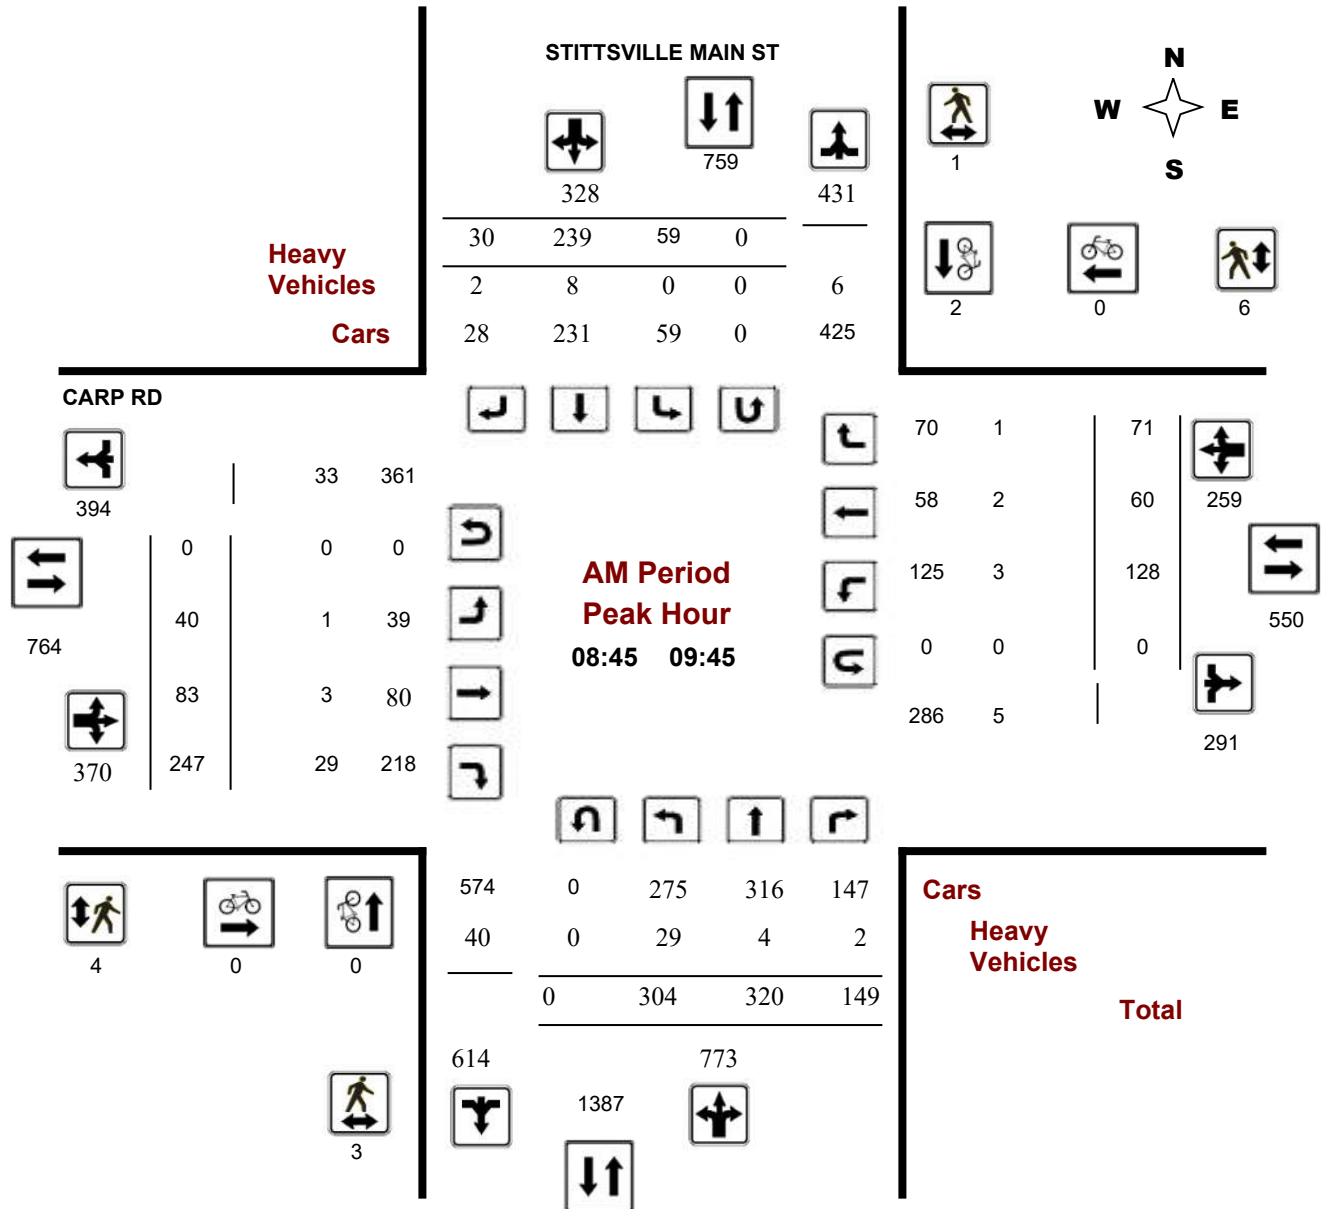 STITTSVILLE MAIN ST
N
W E
S
759
1
328
431
30 239 59 0
Heavy
Vehicles
2 8 0 0 6
2 0 6
Cars
28 231 59 0 425
CARP RD
70 1 71
33 361
394
58 2 60 259
0 0 0
AM Period
125 3 128
Peak Hour
40 1 39
550
764
08:45 09:45
0 0 0
83 3 80
286 5
291
370 247 29 218
574 0 275 316 147
Cars
40 0 29 4 2
Heavy
Vehicles
4 0 0
0 304 320 149
Total
614 773
1387
3